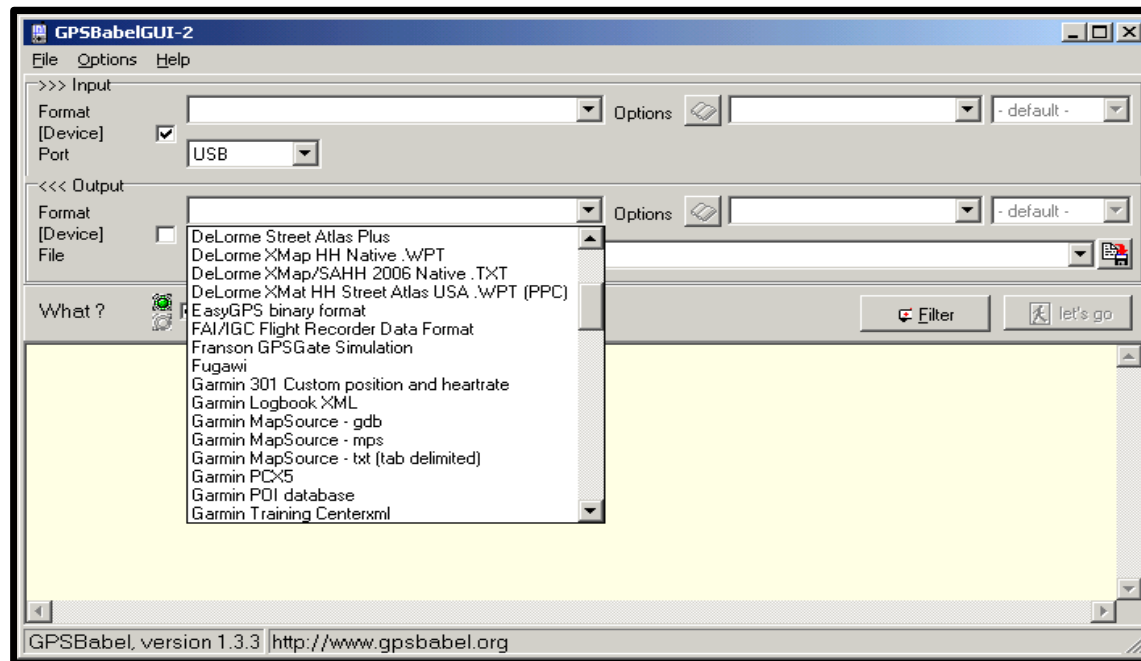 GPSBabelGUI-2
File Options Help
>>> Input
Format Options - default -
[Device]
Port USB
<<< Output
Format Options - default -
[Device]
File
DeLorme Street Atlas Plus
DeLorme XMap HH Native .WPT
DeLorme XMap/SAHH 2006 Native .TXT
DeLorme XMat HH Street Atlas USA .WPT (PPC)
EasyGPS binary format
FAI/IGC Flight Recorder Data Format
Franson GPSGate Simulation
Fugawi
Garmin 301 Custom position and heartrate
Garmin Logbook XML
Garmin MapSource - gdb
Garmin MapSource - mps
Garmin MapSource - txt (tab delimited)
Garmin PCX5
Garmin POI database
Garmin Training Centerxml
What ? Filter let's go
GPSBabel, version 1.3.3 http://www.gpsbabel.org